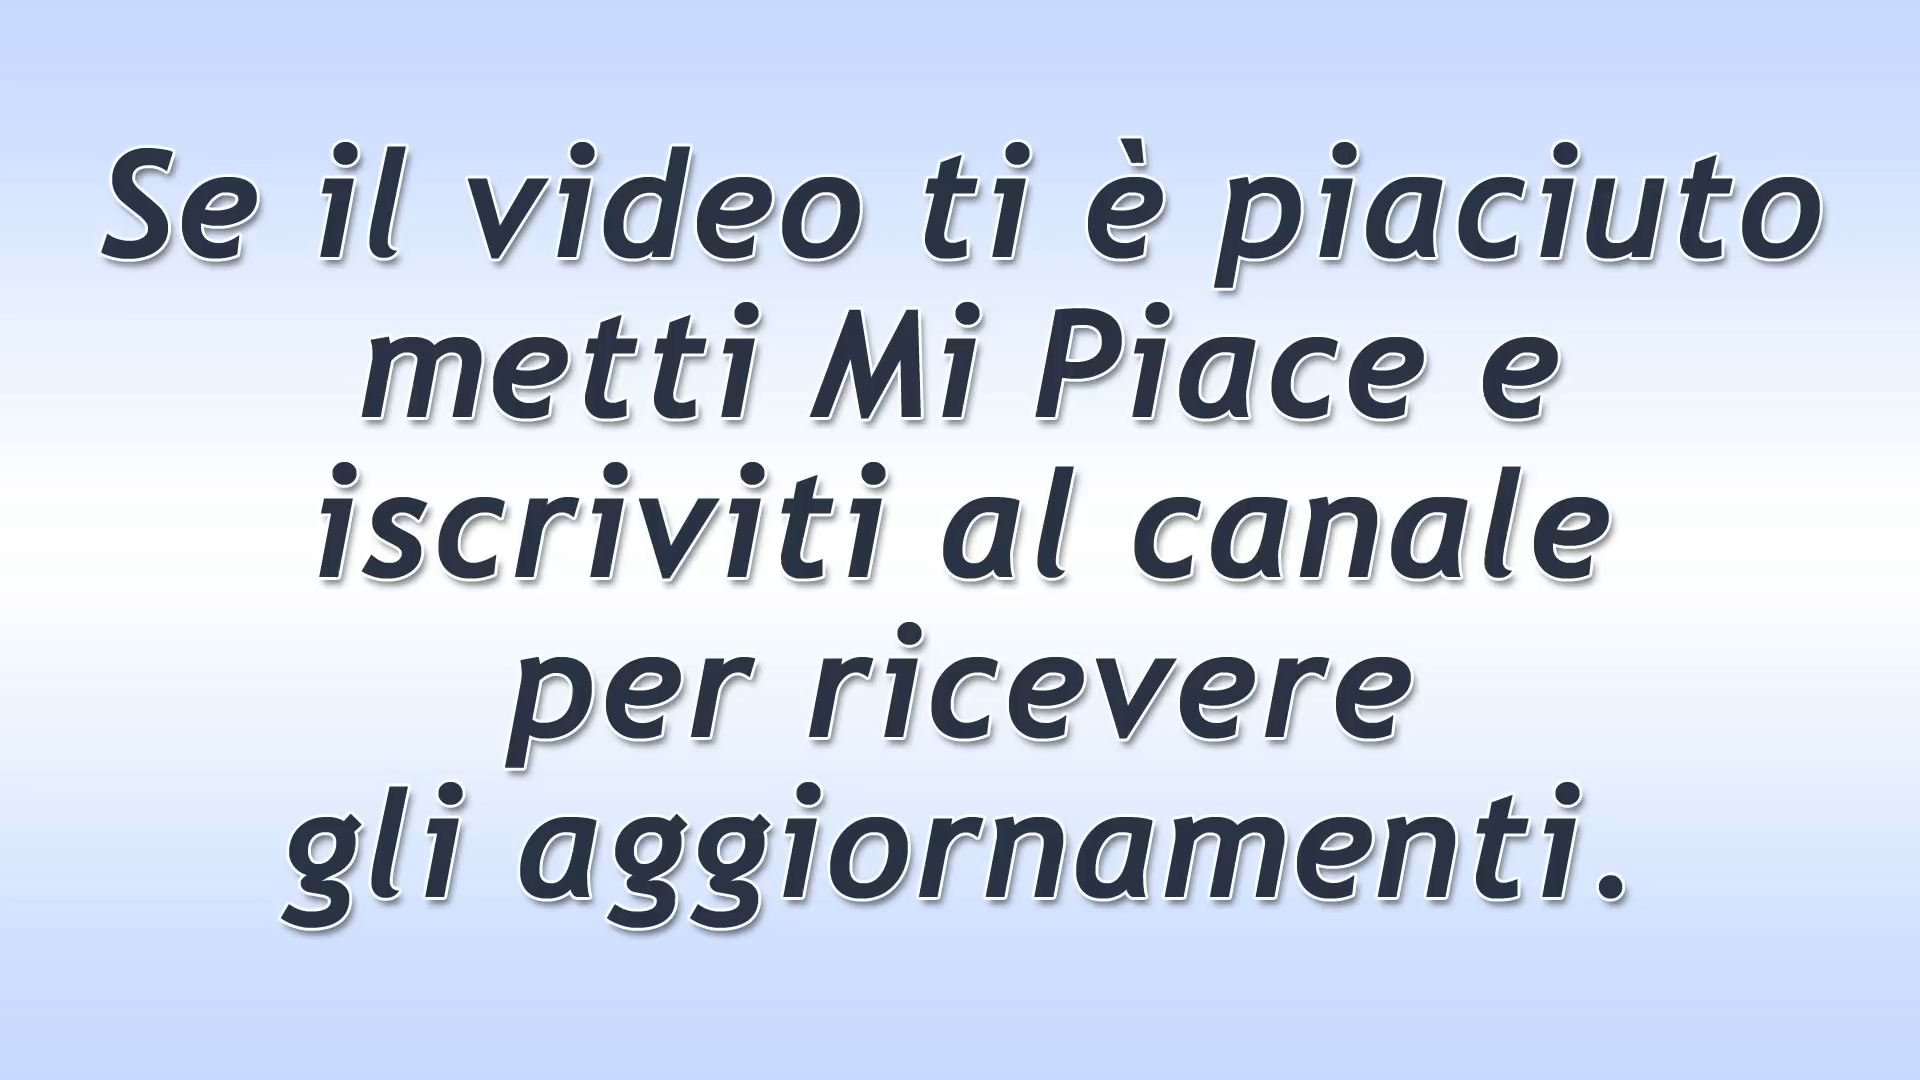 Se il video ti è piaciuto
metti Mi Piace e
iscriviti al canale
per ricevere
gli aggiornamenti.